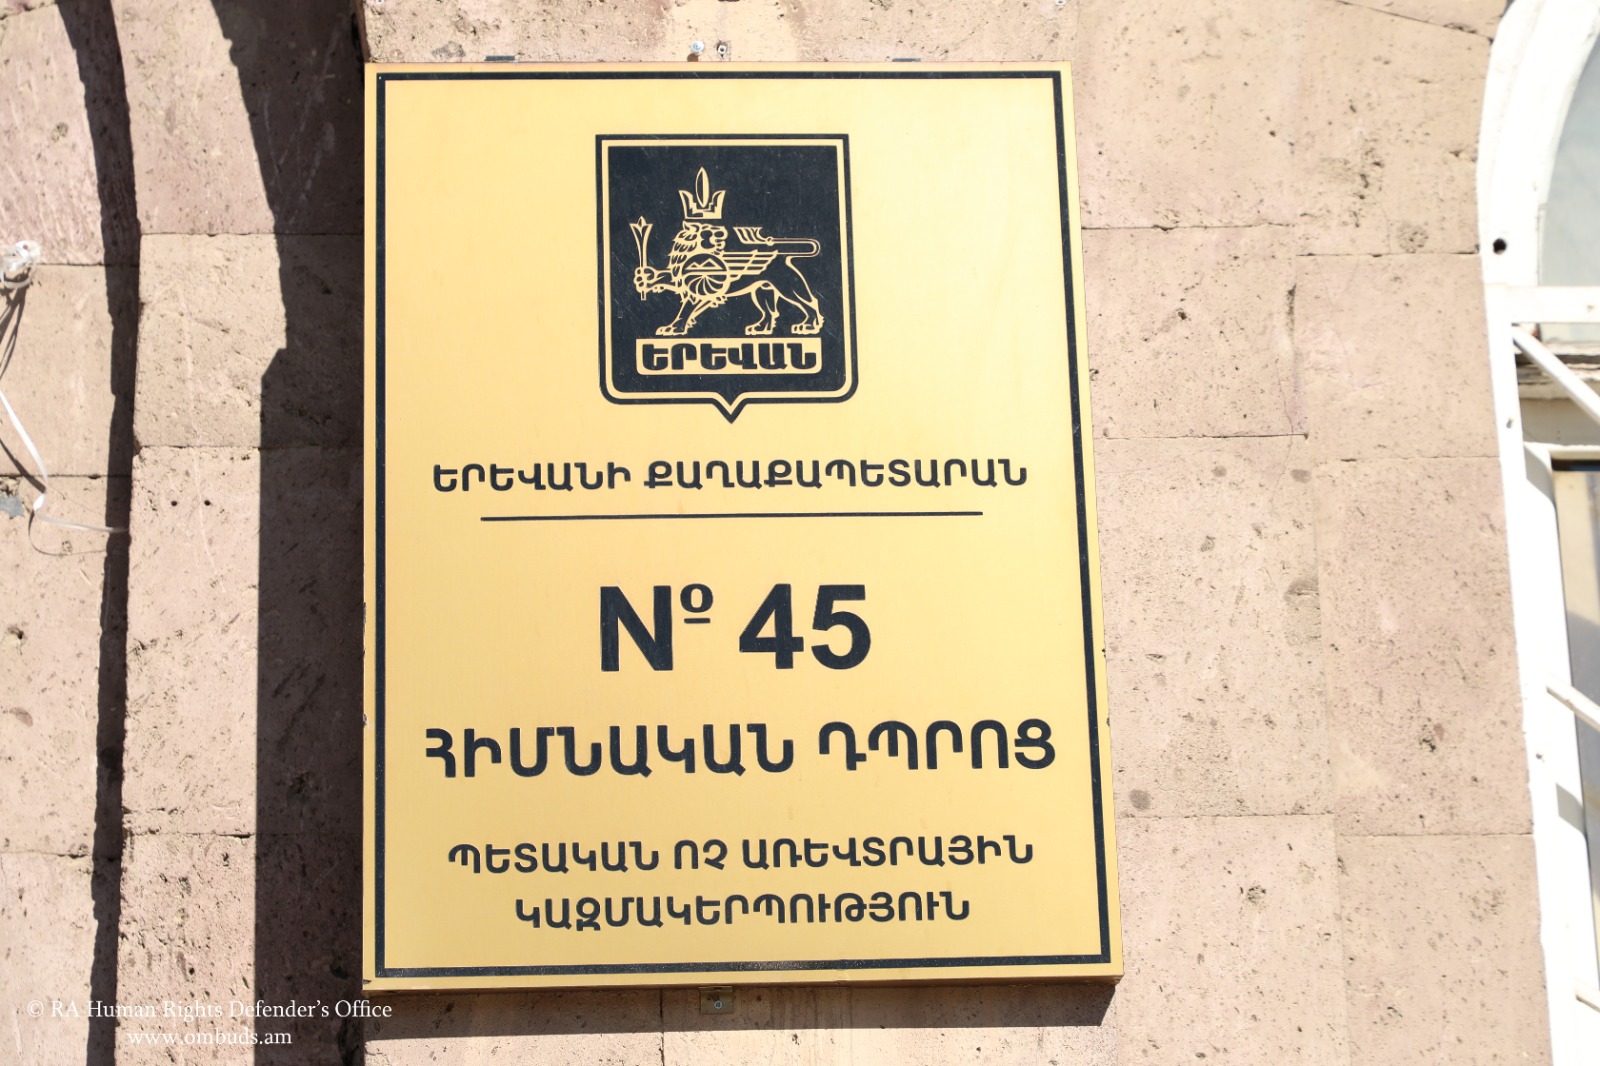 ԵՐԵՎԱՆ
ԵՐԵՎԱՆԻ ՔԱՂԱՔԱՊԵՏԱՐԱՆ
№ 45
ՀԻՄՆԱԿԱՆ ԴՊՐՈՑ
ՊԵՏԱԿԱՆ ՈՉ ԱՌԵՎՏՐԱՅԻՆ
ԿԱԶՄԱԿԵՐՊՈՒԹՅՈՒՆ
© RA Human Rights Defender's Office
www.ombuds.am